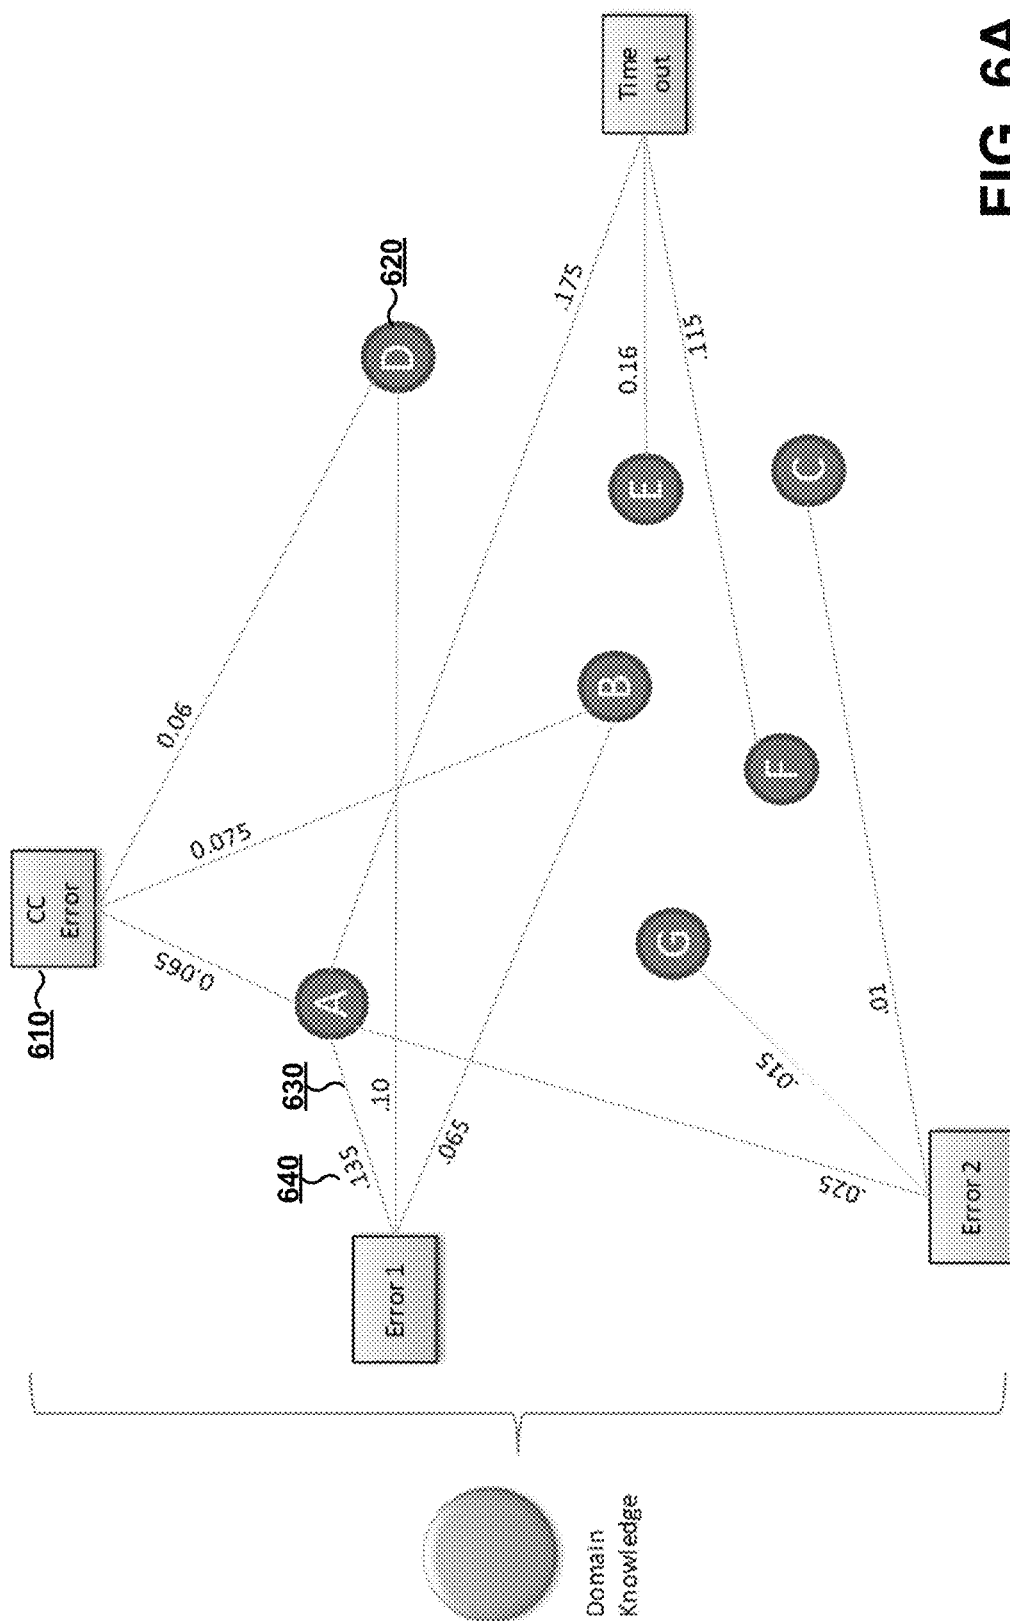 CC
Error
610
0.06
0.075
0.065
D
620
A
630
640
.135
.10
.065
Error 1
.175
Time
out
0.16
.115
B
E
C
F
G
.01
.015
.025
Error 2
Domain
Knowledge
FIG. 6A